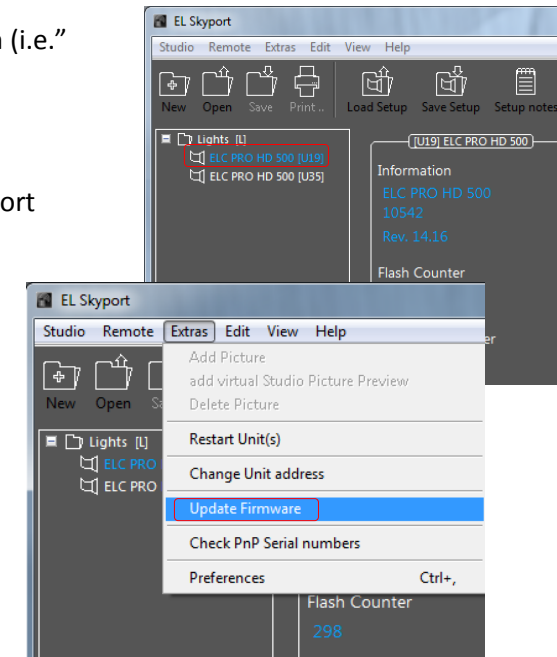 (i.e."
ort
EL Skyport
Studio Remote Extras Edit View Help
New Open Save Print .. Load Setup Save Setup Setup notes
Lights [L]
ELC PRO HD 500 [U19]
ELC PRO HD 500 [U35]
[U19] ELC PRO HD 500
Information
ELC PRO HD 500
10542
Rev. 14.16
Flash Counter
er
EL Skyport
Studio Remote Extras Edit View Help
New Open
Lights [L]
ELC PRO
ELC PRO
Add Picture
add virtual Studio Picture Preview
Delete Picture
Restart Unit(s)
Change Unit address
Update Firmware
Check PnP Serial numbers
Preferences Ctrl+,
Flash Counter
298